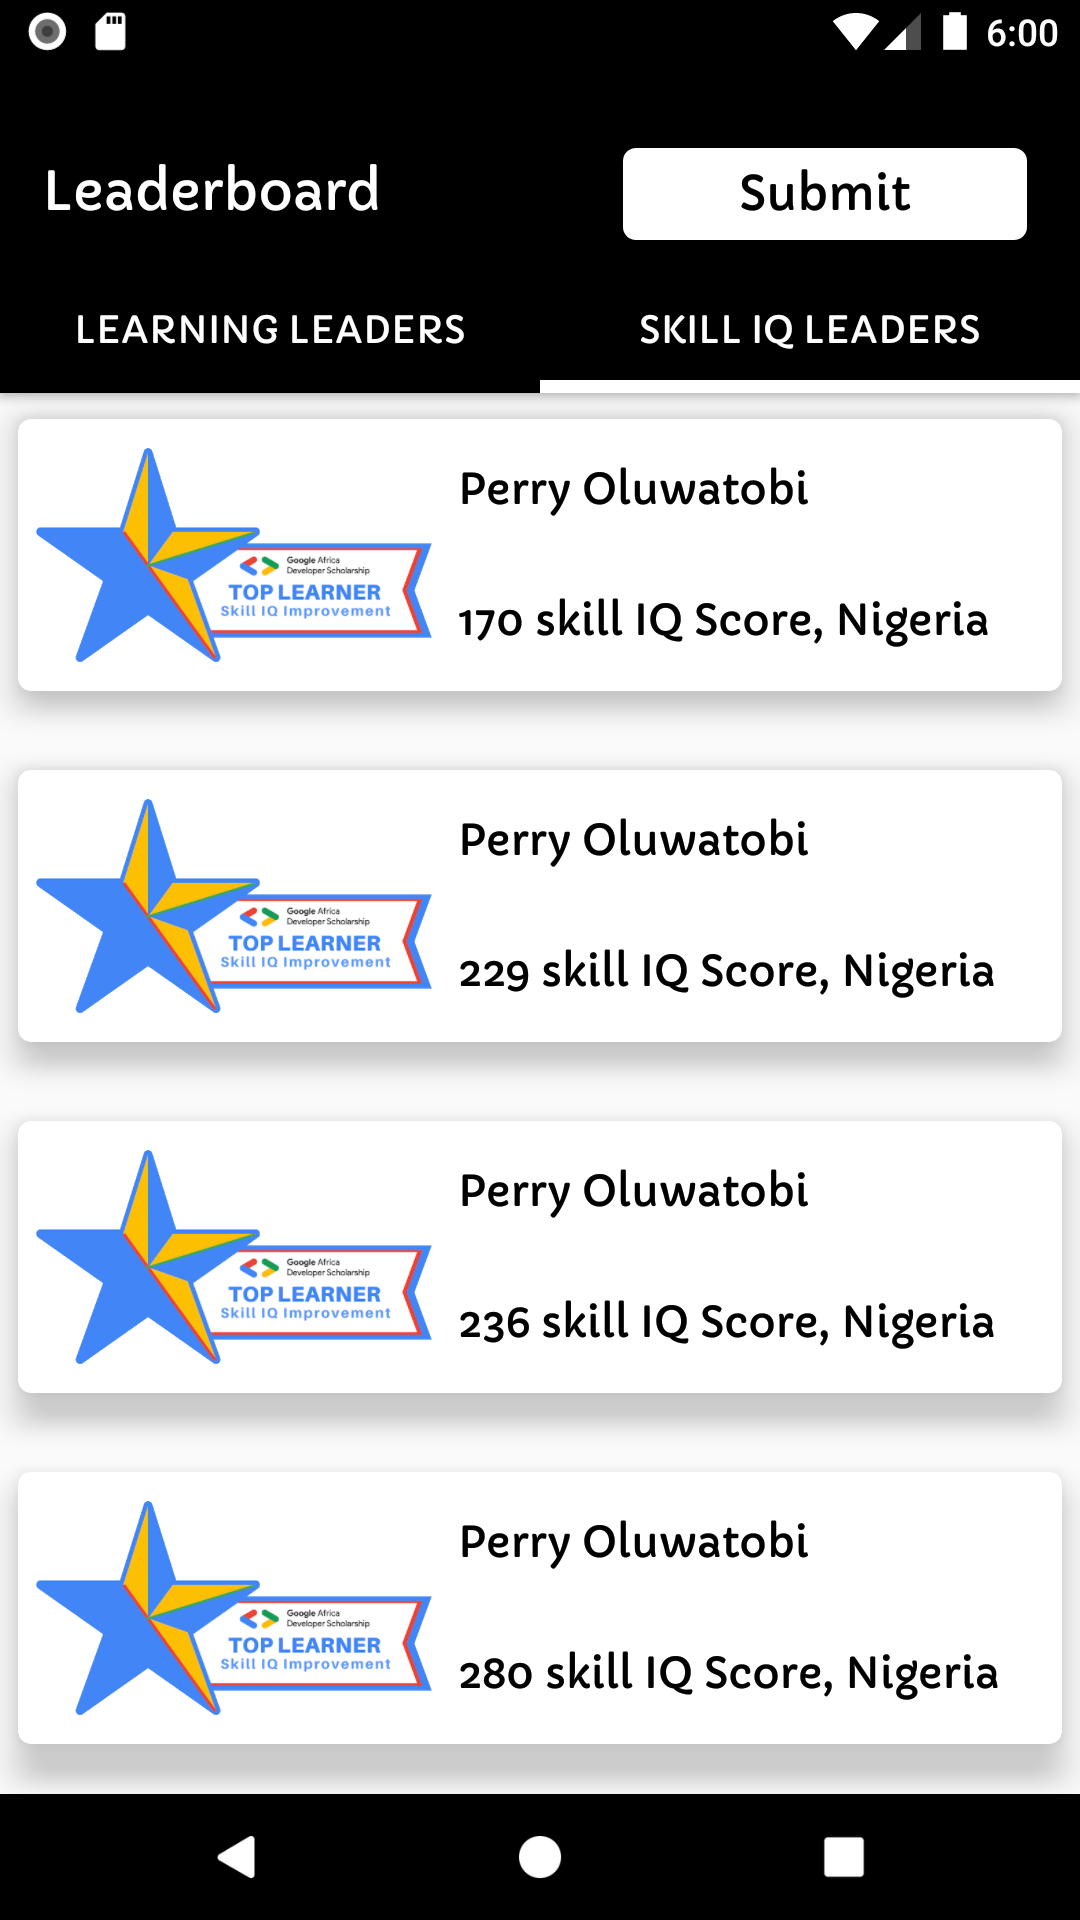 6:00
Leaderboard
Submit
LEARNING LEADERS
SKILL IQ LEADERS
Perry Oluwatobi
Google Africa
Developer Scholarship
TOP LEARNER
Skill IQ Improvement
170 skill IQ Score, Nigeria
Perry Oluwatobi
Google Africa
Developer Scholarship
TOP LEARNER
Skill IQ Improvement
229 skill IQ Score, Nigeria
Perry Oluwatobi
Google Africa
Developer Scholarship
TOP LEARNER
Skill IQ Improvement
236 skill IQ Score, Nigeria
Perry Oluwatobi
Google Africa
Developer Scholarship
TOP LEARNER
Skill IQ Improvement
280 skill IQ Score, Nigeria